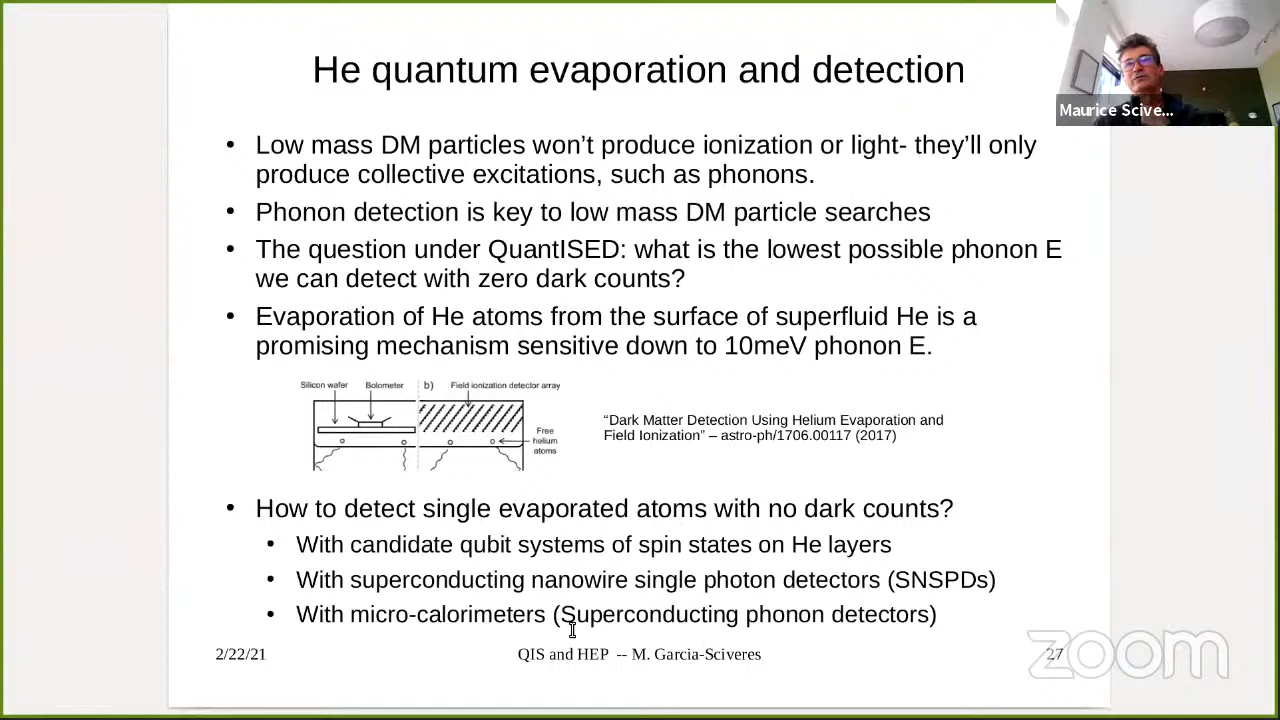 He quantum evaporation and detection
Maurice Scive...
• Low mass DM particles won’t produce ionization or light- they’ll only
produce collective excitations, such as phonons.
• Phonon detection is key to low mass DM particle searches
• The question under QuantISED: what is the lowest possible phonon E
we can detect with zero dark counts?
• Evaporation of He atoms from the surface of superfluid He is a
promising mechanism sensitive down to 10meV phonon E.
Silicon wafer Bolometer b) Field ionization detector array
Free
helium
atoms
“Dark Matter Detection Using Helium Evaporation and
Field Ionization” – astro-ph/1706.00117 (2017)
• How to detect single evaporated atoms with no dark counts?
• With candidate qubit systems of spin states on He layers
• With superconducting nanowire single photon detectors (SNSPDs)
• With micro-calorimeters (Superconducting phonon detectors)
2/22/21 QIS and HEP -- M. Garcia-Sciveres 27
zoom